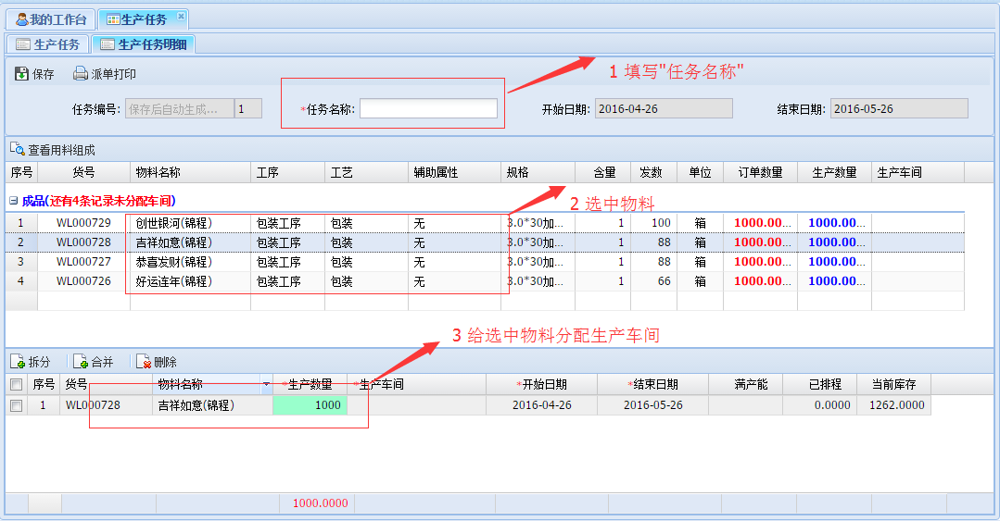 我的工作台 生产任务
生产任务 生产任务明细
保存 派单打印
1 填写"任务名称"
任务编号: 保存后自动生成... 1 *任务名称: 开始日期: 2016-04-26 结束日期: 2016-05-26
查看用料组成
序号 货号 物料名称 工序 工艺 辅助属性 规格 含量 发数 单位 订单数量 生产数量 生产车间
成品(还有4条记录未分配车间)
2 选中物料
1 WL000729 创世银河(锦程) 包装工序 包装 无 3.0*30加... 1 100 箱 1000.00... 1000.00...
2 WL000728 吉祥如意(锦程) 包装工序 包装 无 3.0*30加... 1 88 箱 1000.00... 1000.00...
3 WL000727 恭喜发财(锦程) 包装工序 包装 无 3.0*30加... 1 88 箱 1000.00... 1000.00...
4 WL000726 好运连年(锦程) 包装工序 包装 无 3.0*30加... 1 66 箱 1000.00... 1000.00...
3 给选中物料分配生产车间
拆分 合并 删除
序号 货号 物料名称 *生产数量 *生产车间 *开始日期 *结束日期 满产能 已排程 当前库存
1 WL000728 吉祥如意(锦程) 1000 2016-04-26 2016-05-26 0.0000 1262.0000
1000.0000